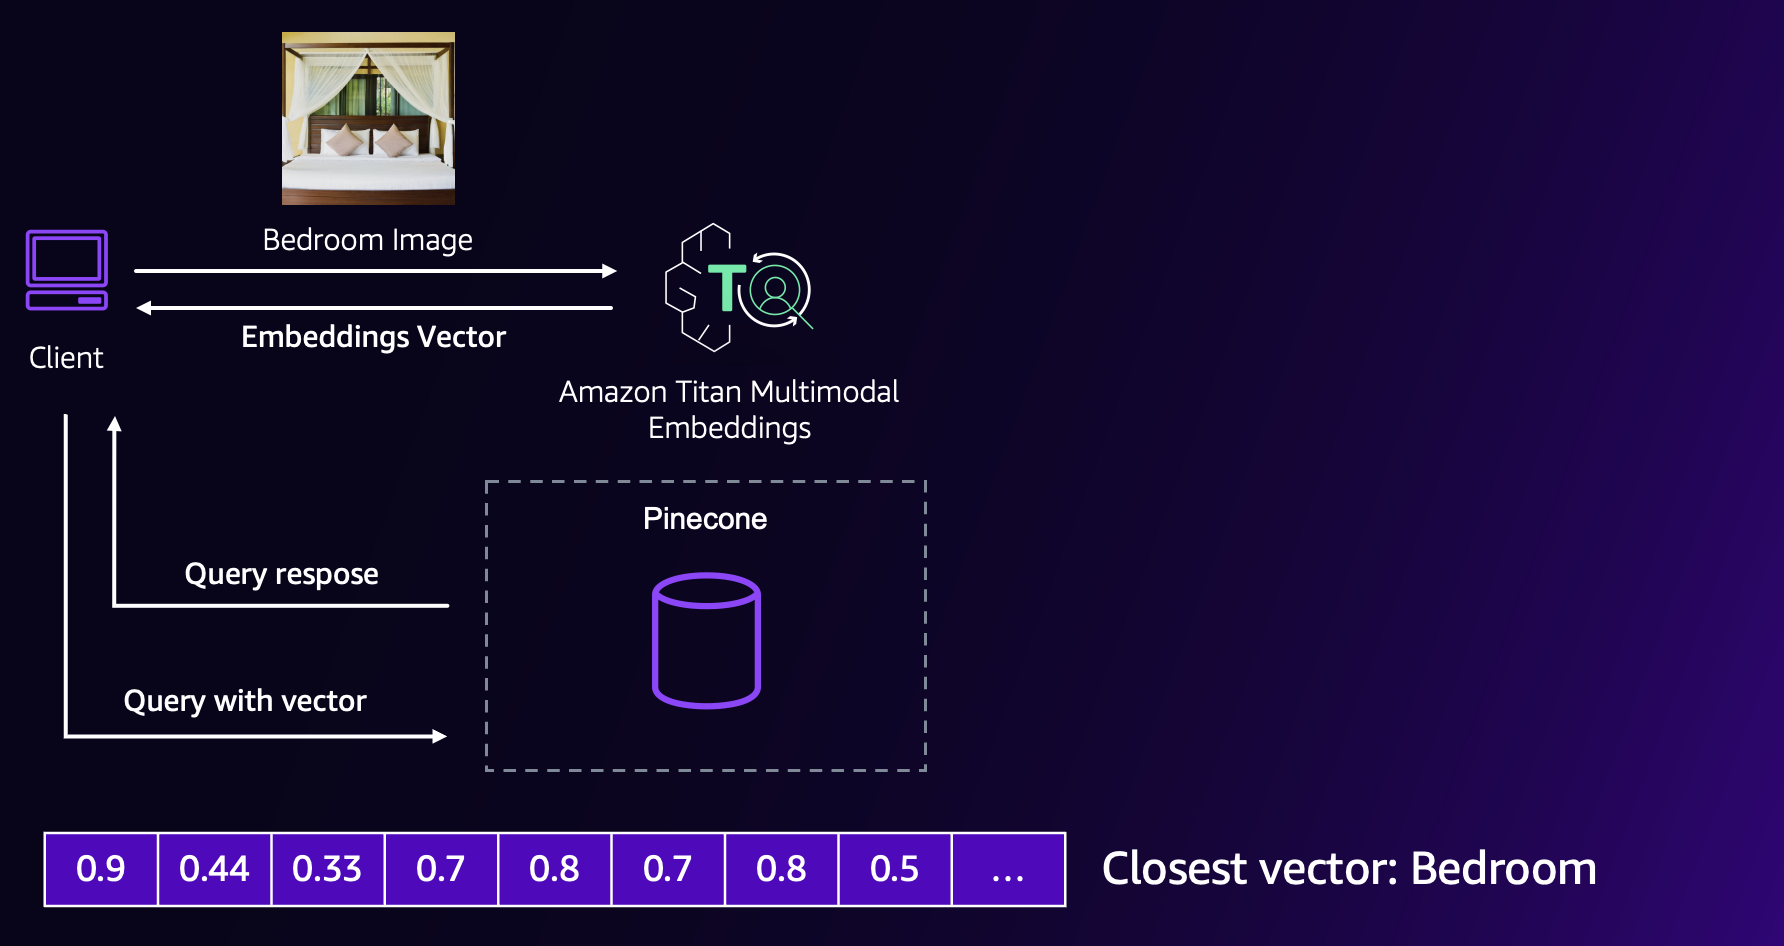 Bedroom Image
Embeddings Vector
Client
Amazon Titan Multimodal
Embeddings
Pinecone
Query respose
Query with vector
0.9 0.44 0.33 0.7 0.8 0.7 0.8 0.5 ...
Closest vector: Bedroom